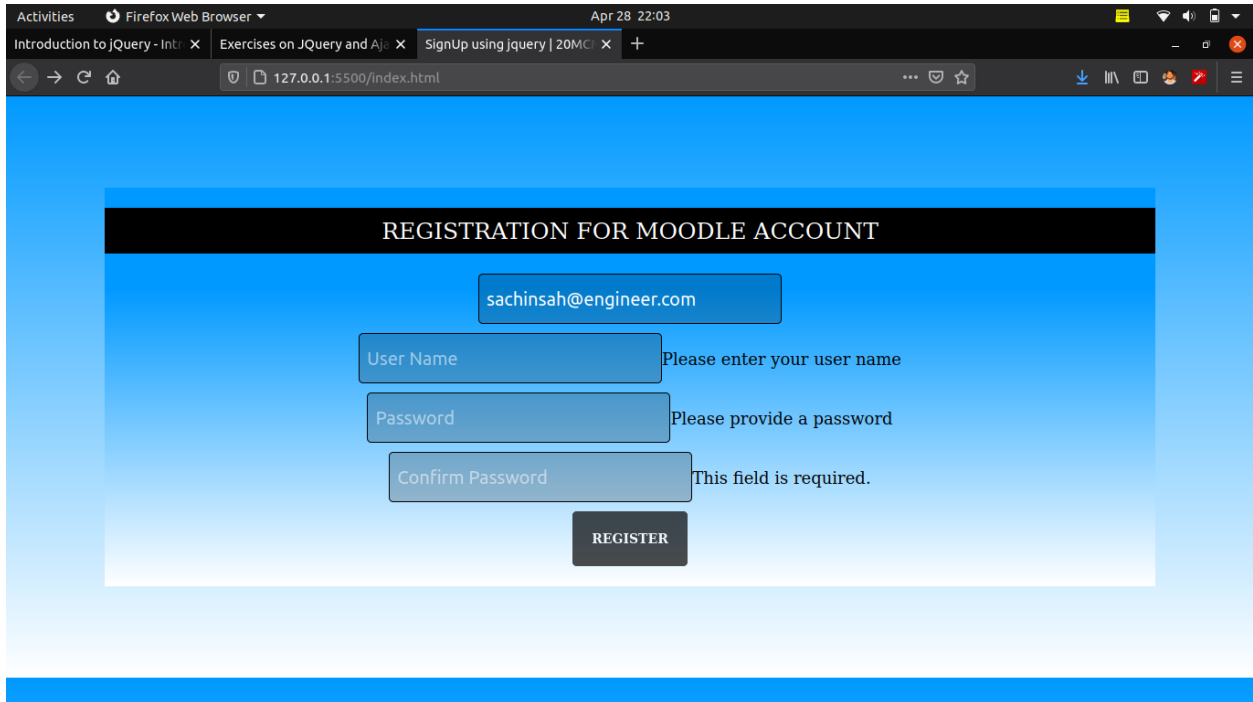 Activities Firefox Web Browser Apr 28 22:03
Introduction to jQuery - Intr Exercises on JQuery and Aja SignUp using jquery | 20MC
127.0.0.1:5500/index.html
REGISTRATION FOR MOODLE ACCOUNT
sachinsah@engineer.com
User Name Please enter your user name
Password Please provide a password
Confirm Password This field is required.
REGISTER